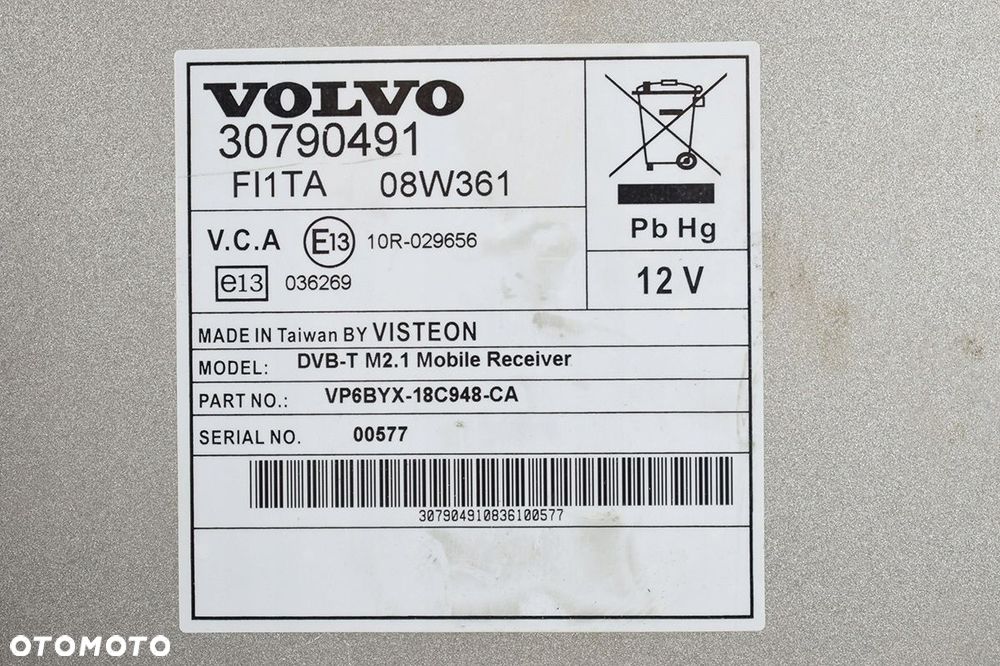 VOLVO
30790491
FI1TA 08W361
Pb Hg
V.C.A E13 10R-029656
e13 036269
12 V
MADE IN Taiwan BY VISTEON
MODEL: DVB-T M2.1 Mobile Receiver
PART NO.: VP6BYX-18C948-CA
SERIAL NO. 00577
307904910836100577
OTOMOTO